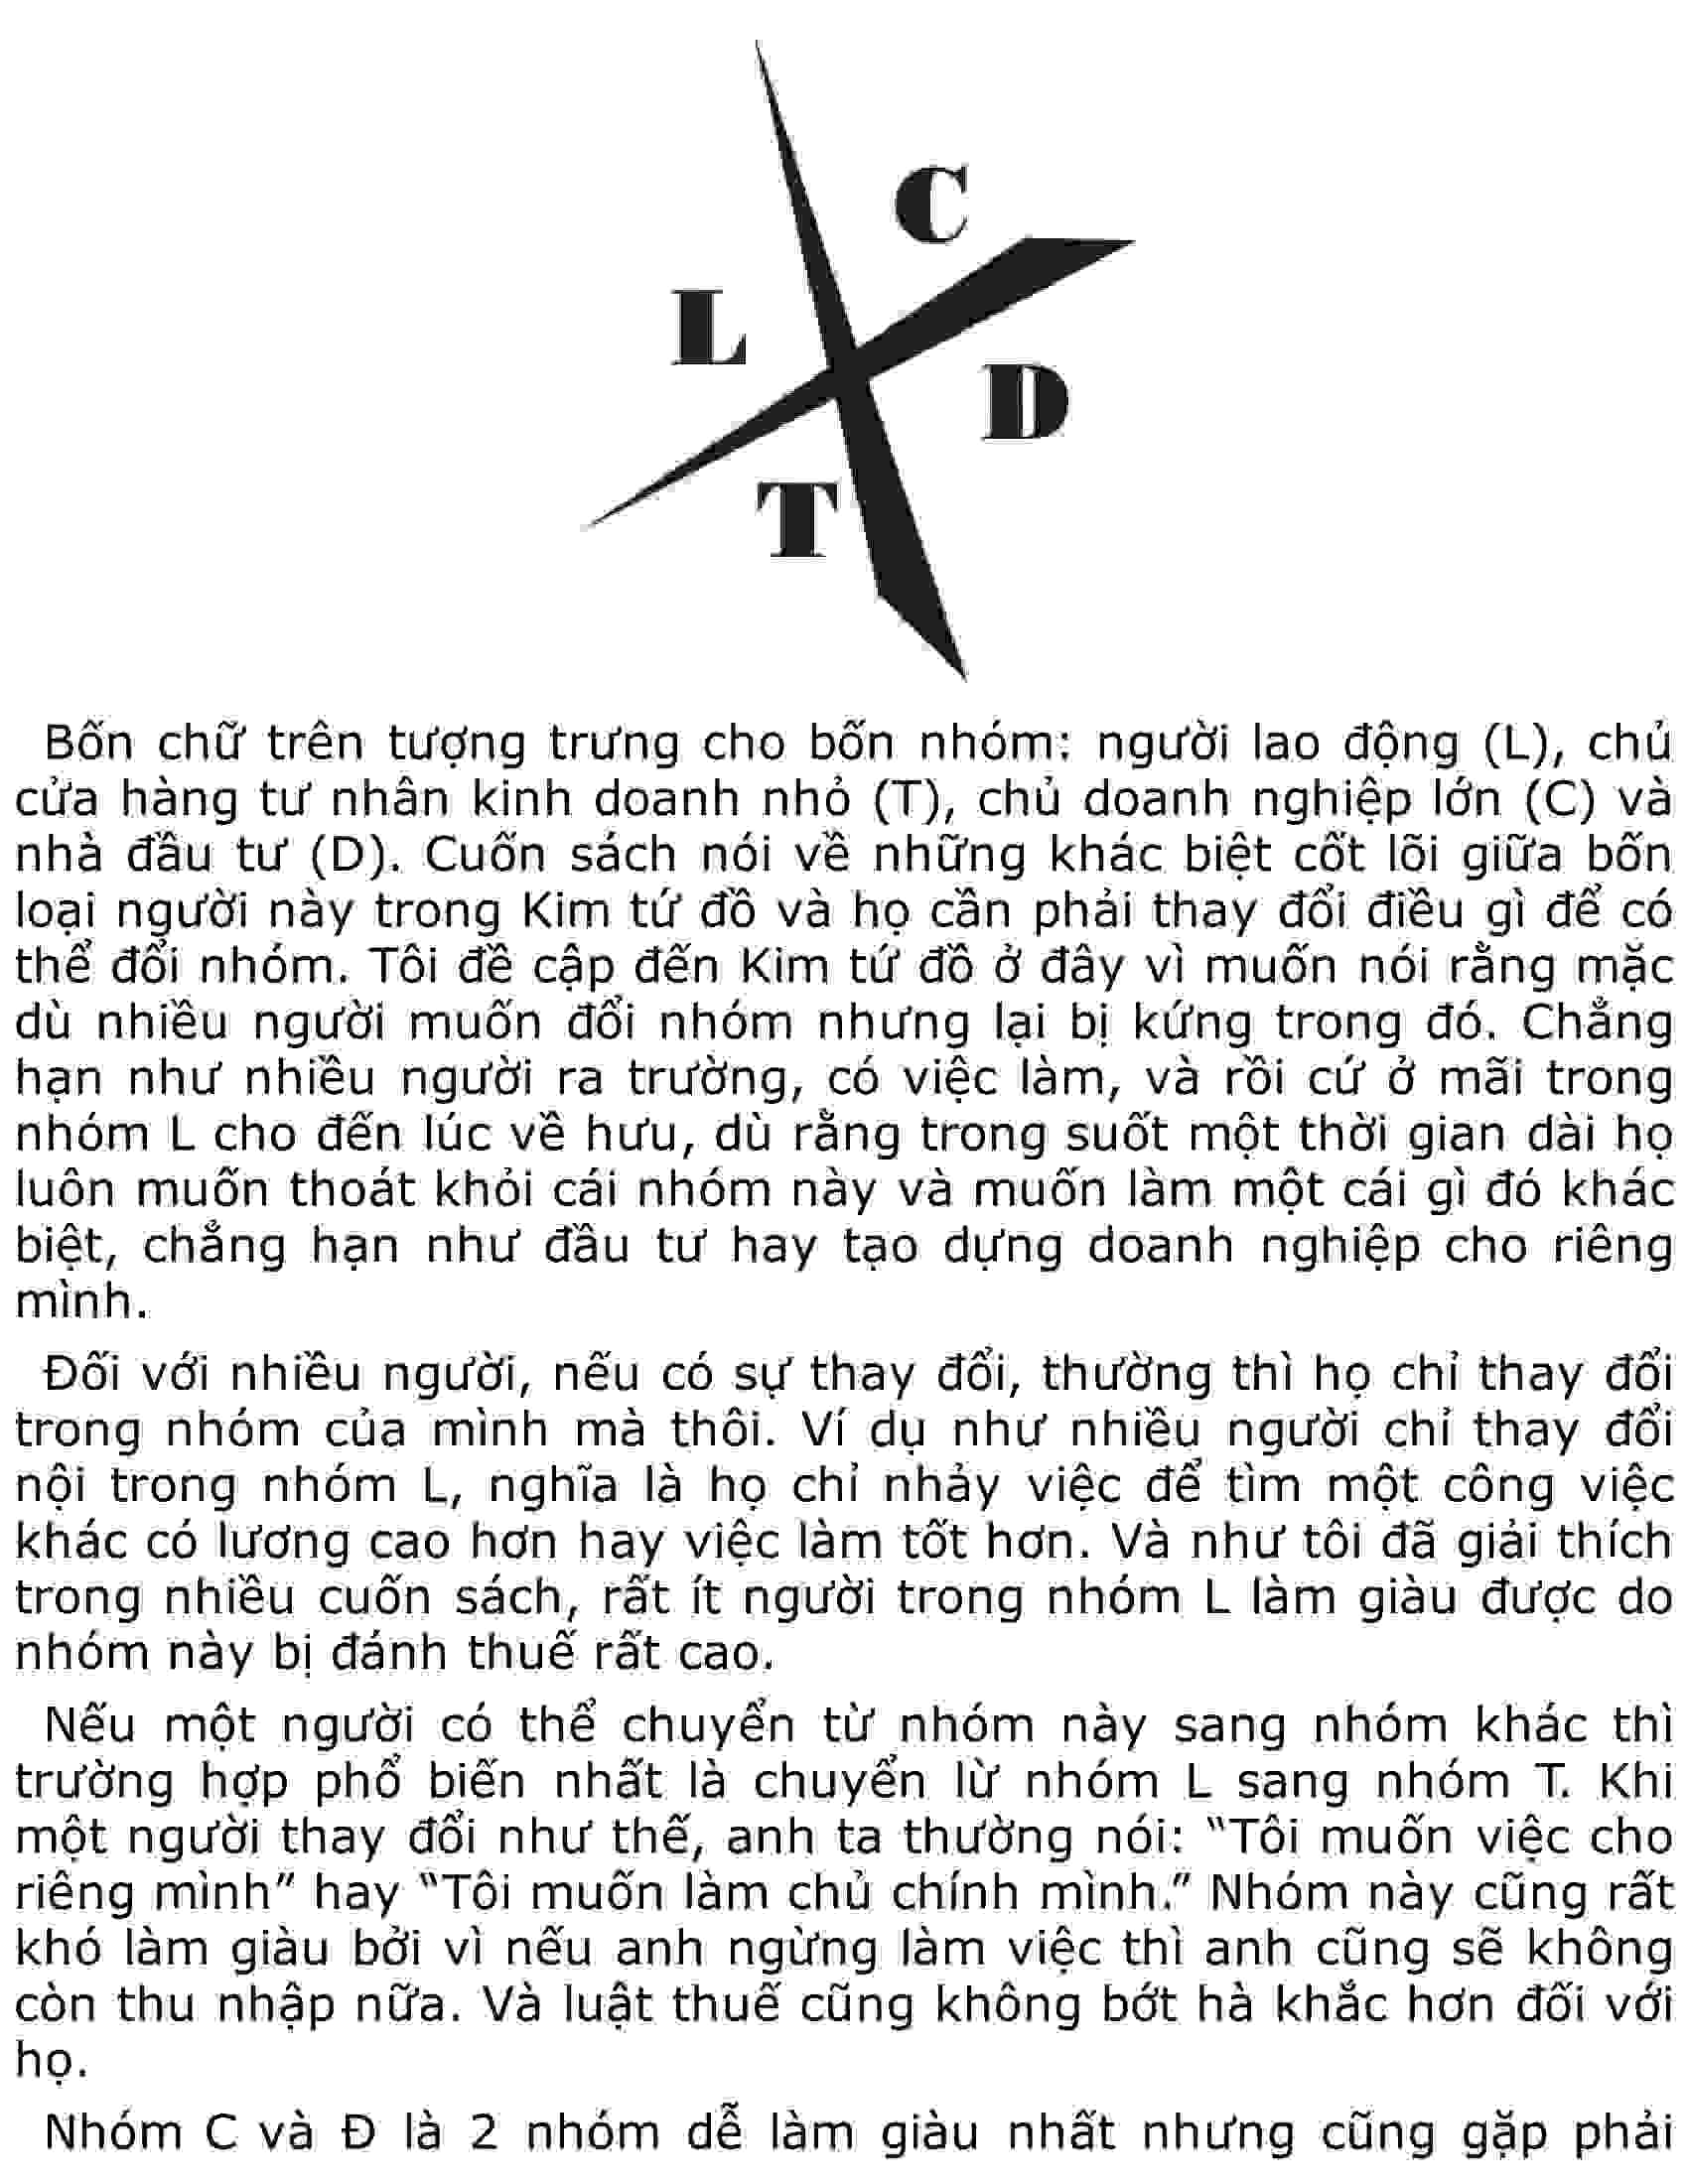 C
L
D
T
Bốn chữ trên tượng trưng cho bốn nhóm: người lao động (L), chủ
cửa hàng tư nhân kinh doanh nhỏ (T), chủ doanh nghiệp lớn (C) và
nhà đầu tư (D). Cuốn sách nói về những khác biệt cốt lõi giữa bốn
loại người này trong Kim tứ đồ và họ cần phải thay đổi điều gì để có
thể đổi nhóm. Tôi đề cập đến Kim tứ đồ ở đây vì muốn nói rằng mặc
dù nhiều người muốn đổi nhóm nhưng lại bị kứng trong đó. Chẳng
hạn như nhiều người ra trường, có việc làm, và rồi cứ ở mãi trong
nhóm L cho đến lúc về hưu, dù rằng trong suốt một thời gian dài họ
luôn muốn thoát khỏi cái nhóm này và muốn làm một cái gì đó khác
biệt, chẳng hạn như đầu tư hay tạo dựng doanh nghiệp cho riêng
mình.
Đối với nhiều người, nếu có sự thay đổi, thường thì họ chỉ thay đổi
trong nhóm của mình mà thôi. Ví dụ như nhiều người chỉ thay đổi
nội trong nhóm L, nghĩa là họ chỉ nhảy việc để tìm một công việc
khác có lương cao hơn hay việc làm tốt hơn. Và như tôi đã giải thích
trong nhiều cuốn sách, rất ít người trong nhóm L làm giàu được do
nhóm này bị đánh thuế rất cao.
Nếu một người có thể chuyển từ nhóm này sang nhóm khác thì
trường hợp phổ biến nhất là chuyển lừ nhóm L sang nhóm T. Khi
một người thay đổi như thế, anh ta thường nói: “Tôi muốn việc cho
riêng mình” hay “Tôi muốn làm chủ chính mình.” Nhóm này cũng rất
khó làm giàu bởi vì nếu anh ngừng làm việc thì anh cũng sẽ không
còn thu nhập nữa. Và luật thuế cũng không bớt hà khắc hơn đối với
họ.
Nhóm C và Đ là 2 nhóm dễ làm giàu nhất nhưng cũng gặp phải